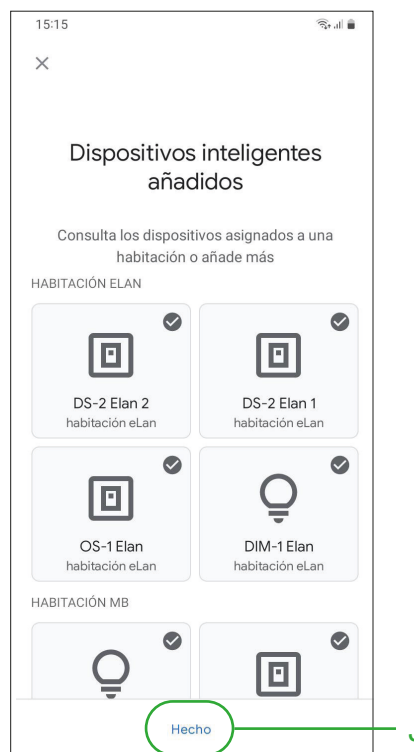 15:15
Dispositivos inteligentes
añadidos
Consulta los dispositivos asignados a una
habitación o añade más
HABITACIÓN ELAN
DS-2 Elan 2
habitación eLan
DS-2 Elan 1
habitación eLan
OS-1 Elan
habitación eLan
DIM-1 Elan
habitación eLan
HABITACIÓN MB
Hecho